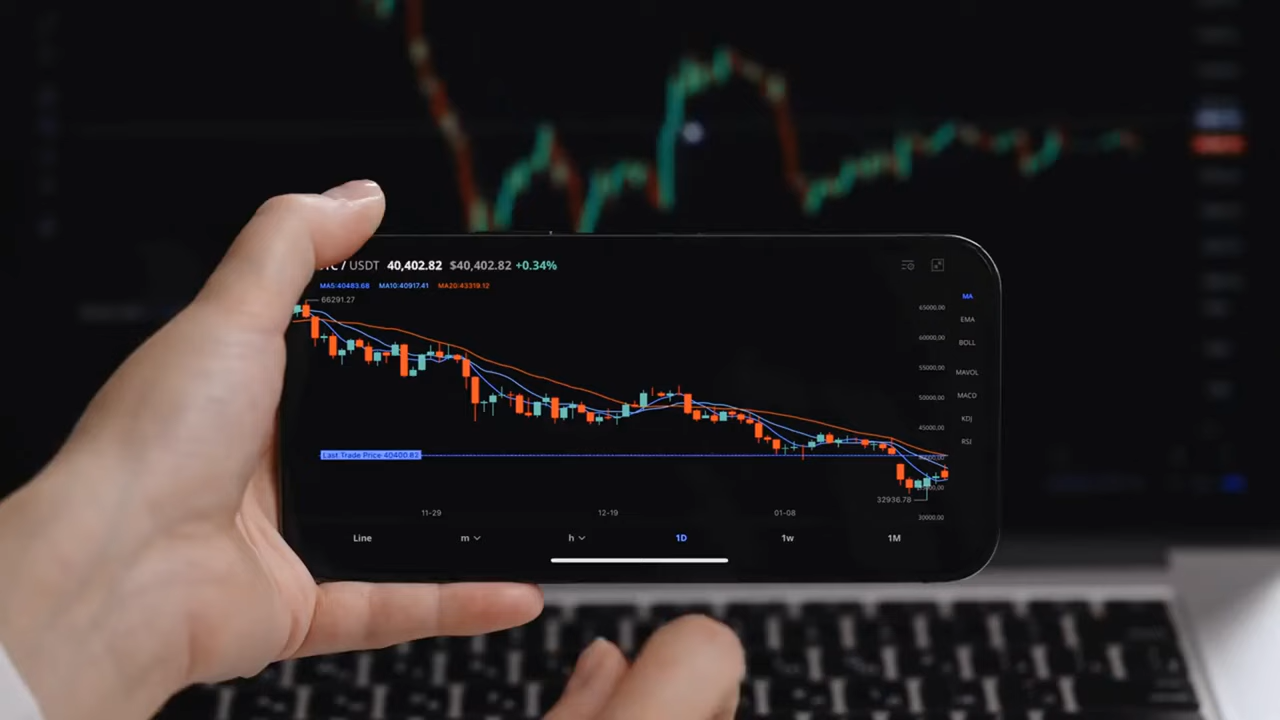 / USDT 40,402.82 $40,402.82 +0.34%
MA5:40483.68 MA10:40917.41 MA20:43319.12
66291.27
65000.00
60000.00
55000.00
50000.00
45000.00
30000.00
MA
EMA
BOLL
MAVOL
MACD
KDJ
RSI
Last Trade Price 40400.82
32936.78
11-29 12-19 01-08
Line m h 1D 1w 1M